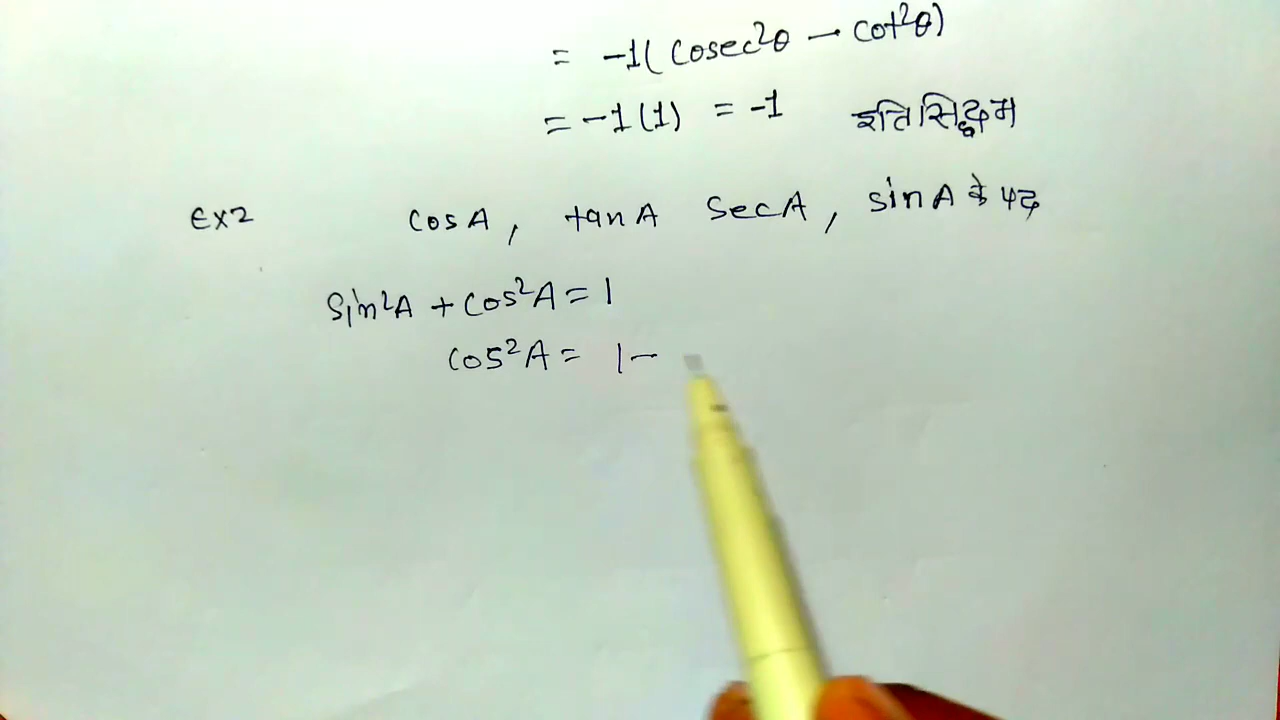 = -1(cosec²θ - cot²θ)
= -1(1) = -1 इति सिद्धम
Ex2 cosA, tanA secA, sinA के पद
sin²A + cos²A = 1
cos²A = 1 -